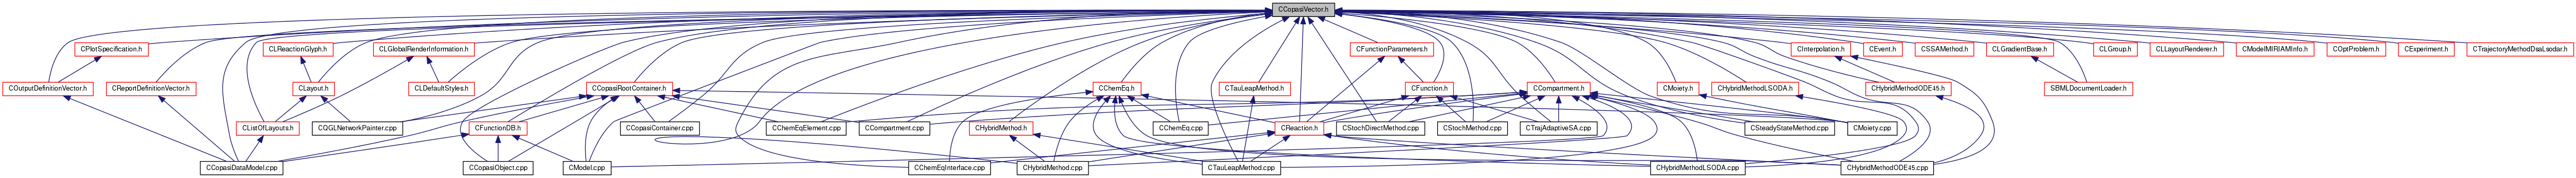 CCopasiVector.h
CPlotSpecification.h
CLReactionGlyph.h
CLGlobalRenderInformation.h
CFunctionParameters.h
CInterpolation.h
CEvent.h
CSSAMethod.h
CLGradientBase.h
CLGroup.h
CLLayoutRenderer.h
CModelMIRIAMInfo.h
COptProblem.h
CExperiment.h
CTrajectoryMethodDsaLsodar.h
COutputDefinitionVector.h
CReportDefinitionVector.h
CLayout.h
CLDefaultStyles.h
CCopasiRootContainer.h
CChemEq.h
CTauLeapMethod.h
CFunction.h
CCompartment.h
CMoiety.h
CHybridMethodLSODA.h
CHybridMethodODE45.h
SBMLDocumentLoader.h
CListOfLayouts.h
CQGLNetworkPainter.cpp
CFunctionDB.h
CCopasiContainer.cpp
CChemEqElement.cpp
CCompartment.cpp
CHybridMethod.h
CChemEq.cpp
CReaction.h
CStochDirectMethod.cpp
CStochMethod.cpp
CTrajAdaptiveSA.cpp
CSteadyStateMethod.cpp
CMoiety.cpp
CCopasiDataModel.cpp
CCopasiObject.cpp
CModel.cpp
CChemEqInterface.cpp
CHybridMethod.cpp
CTauLeapMethod.cpp
CHybridMethodLSODA.cpp
CHybridMethodODE45.cpp